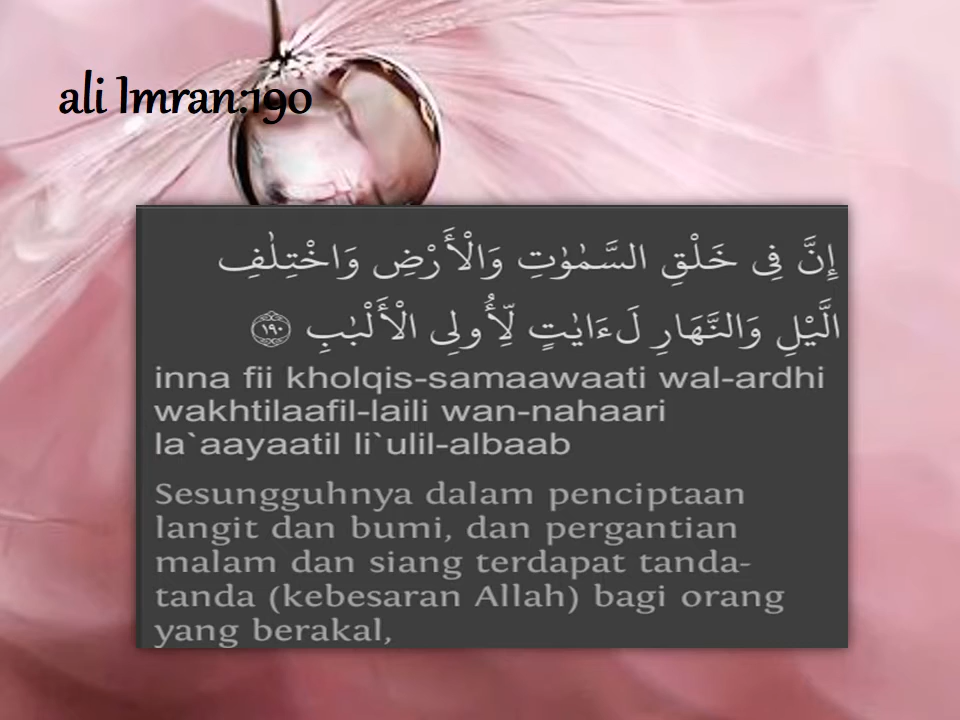 ali Imran:190
إِنَّ فِى خَلْقِ السَّمٰوٰتِ وَالْأَرْضِ وَاخْتِلٰفِ
الَّيْلِ وَالنَّهَارِ لَءَايٰتٍ لِّأُولِى الْأَلْبٰبِ ۝١٩٠
inna fii kholqis-samaawaati wal-ardhi
wakhtilaafil-laili wan-nahaari
la`aayaatil li`ulil-albaab
Sesungguhnya dalam penciptaan
langit dan bumi, dan pergantian
malam dan siang terdapat tanda-
tanda (kebesaran Allah) bagi orang
yang berakal,